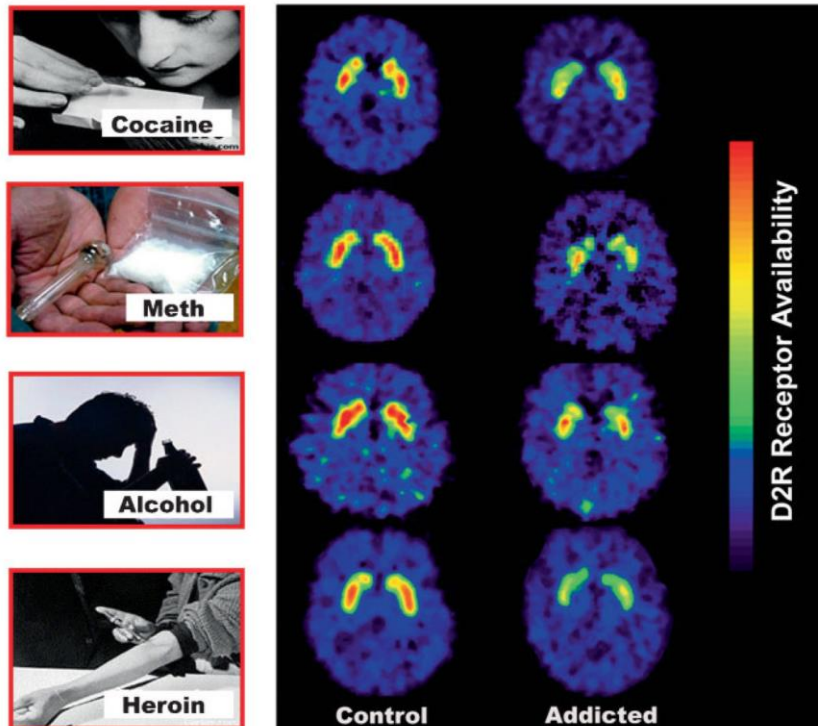 Cocaine
Meth
Alcohol
Heroin
Control
Addicted
D2R Receptor Availability